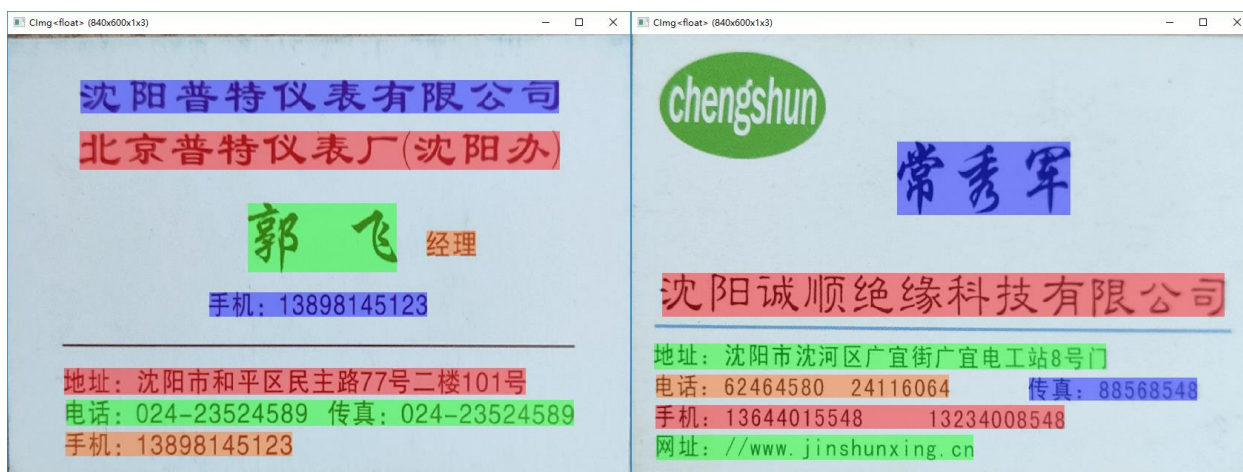 CImg<float> (840x600x1x3)
沈阳普特仪表有限公司
北京普特仪表厂(沈阳办)
郭 飞 经理
手机: 13898145123
地址: 沈阳市和平区民主路77号二楼101号
电话: 024-23524589 传真: 024-23524589
手机: 13898145123
CImg<float> (840x600x1x3)
chengshun
常秀军
沈阳诚顺绝缘科技有限公司
地址: 沈阳市沈河区广宜街广宜电工站8号门
电话: 62464580 24116064 传真: 88568548
手机: 13644015548 13234008548
网址: //www.jinshunxing.cn